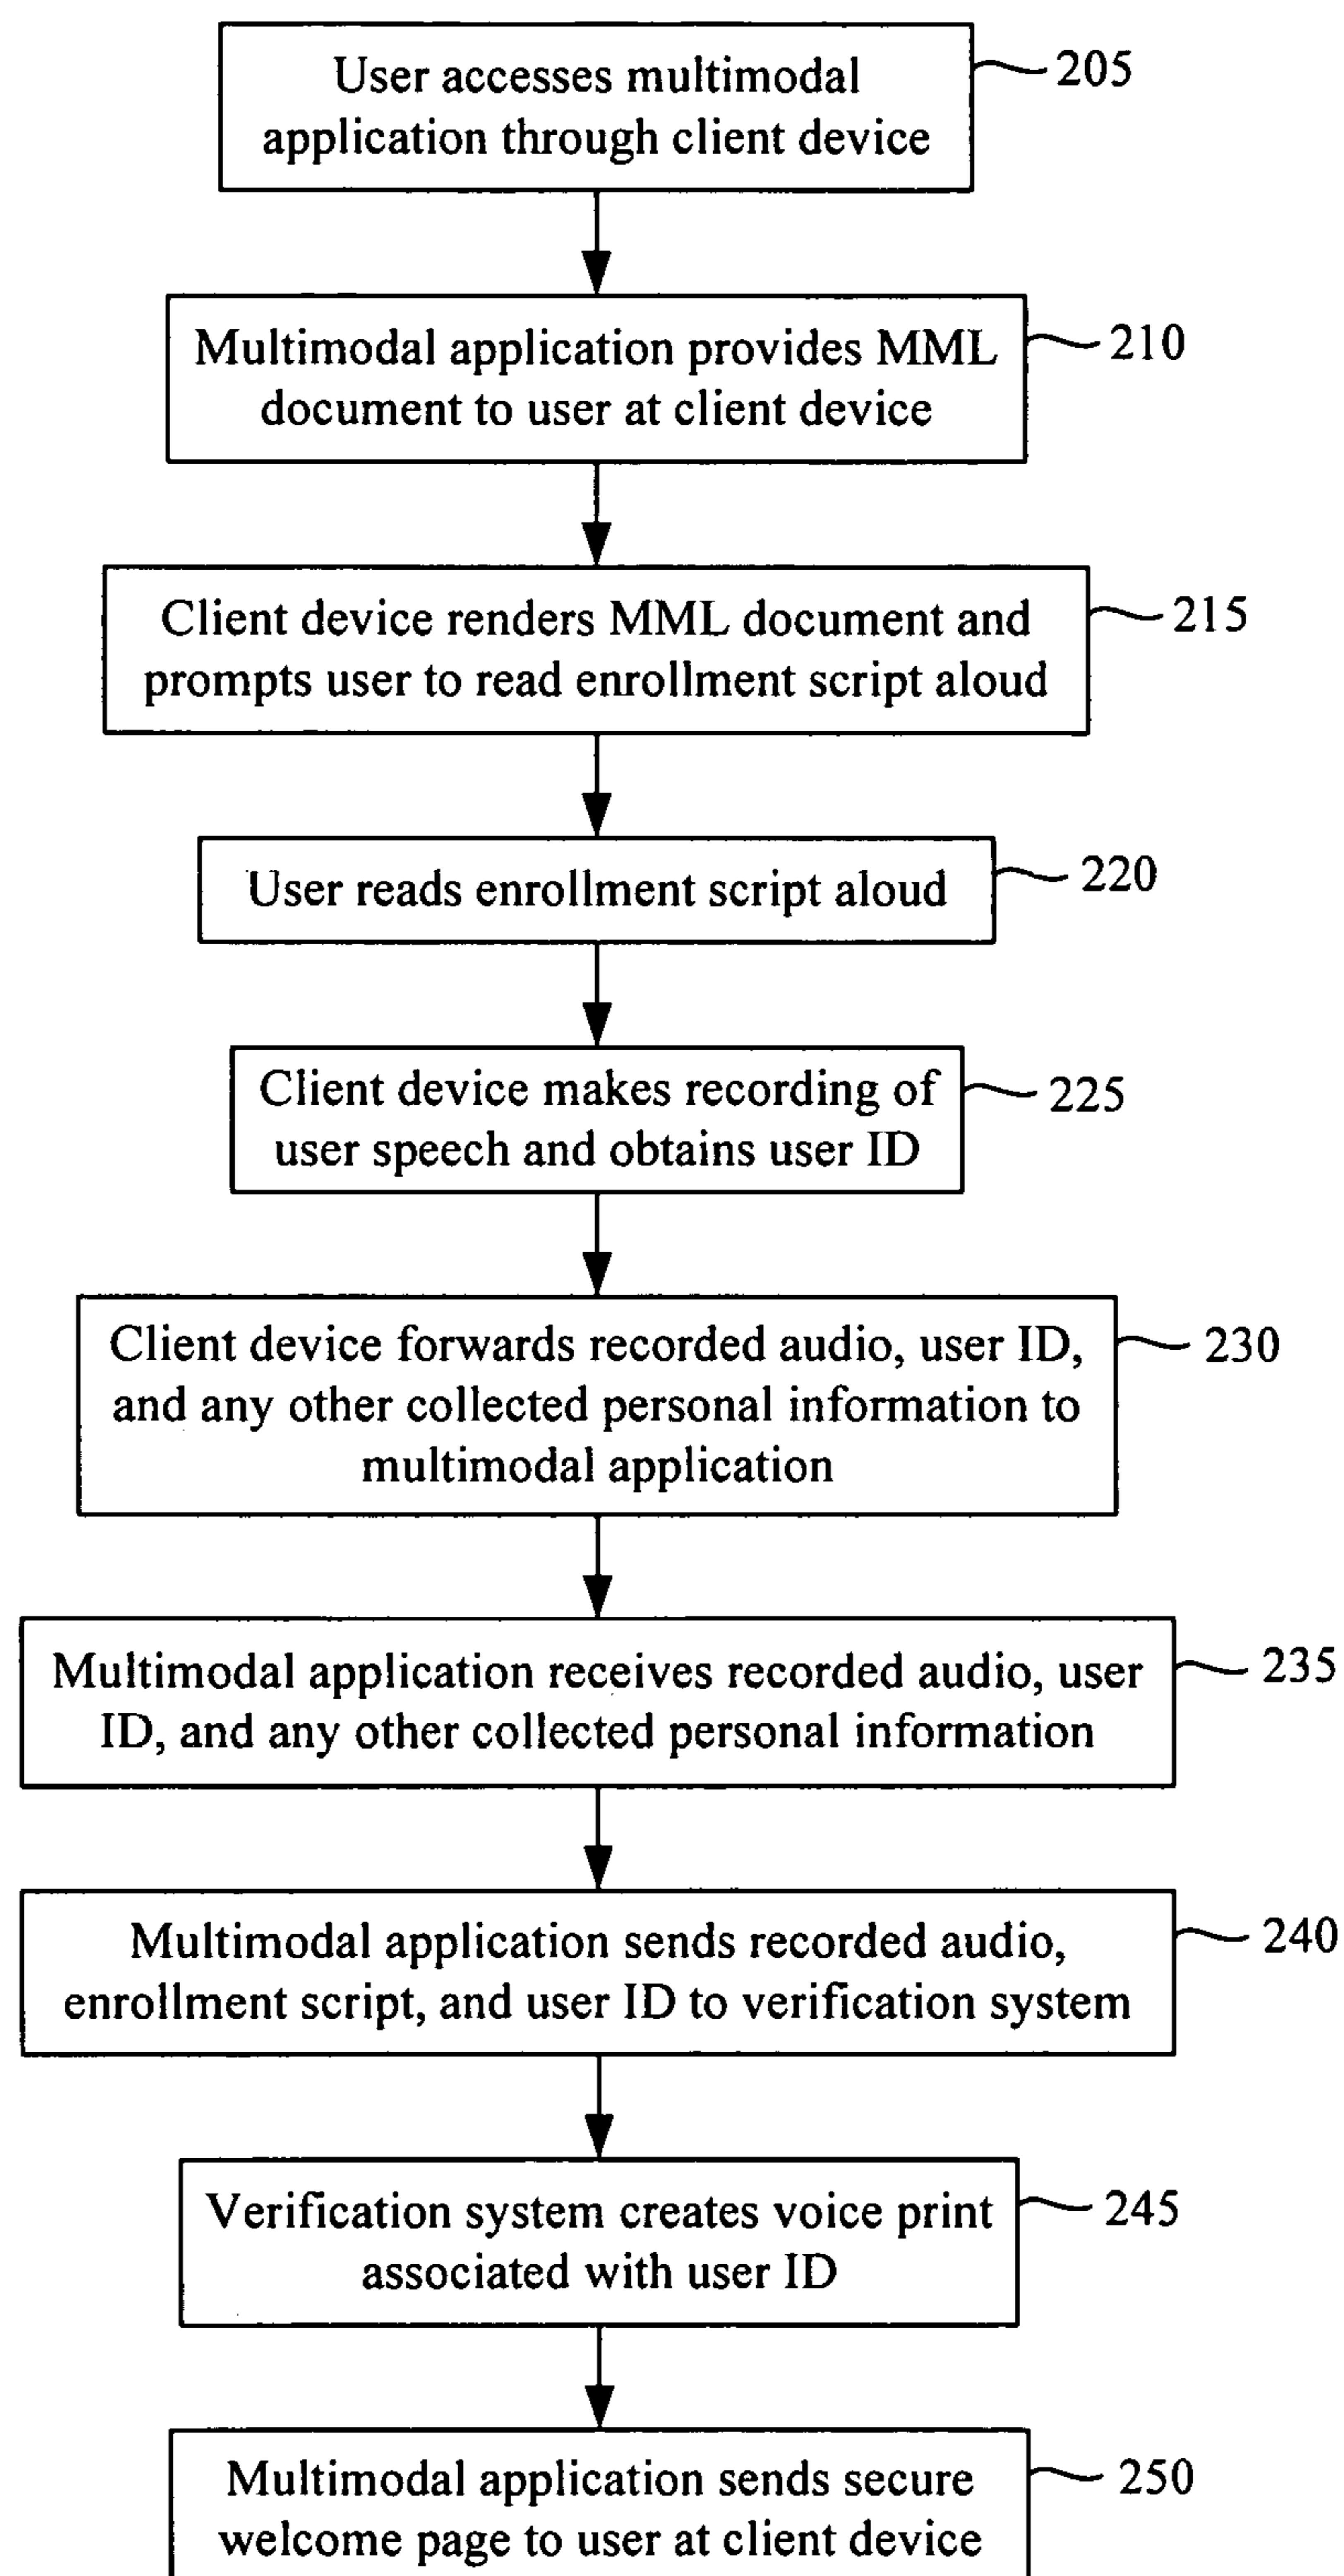 User accesses multimodal
application through client device
205
Multimodal application provides MML
document to user at client device
210
Client device renders MML document and
prompts user to read enrollment script aloud
215
User reads enrollment script aloud
220
Client device makes recording of
user speech and obtains user ID
225
Client device forwards recorded audio, user ID,
and any other collected personal information to
multimodal application
230
Multimodal application receives recorded audio, user
ID, and any other collected personal information
235
Multimodal application sends recorded audio,
enrollment script, and user ID to verification system
240
Verification system creates voice print
associated with user ID
245
Multimodal application sends secure
welcome page to user at client device
250